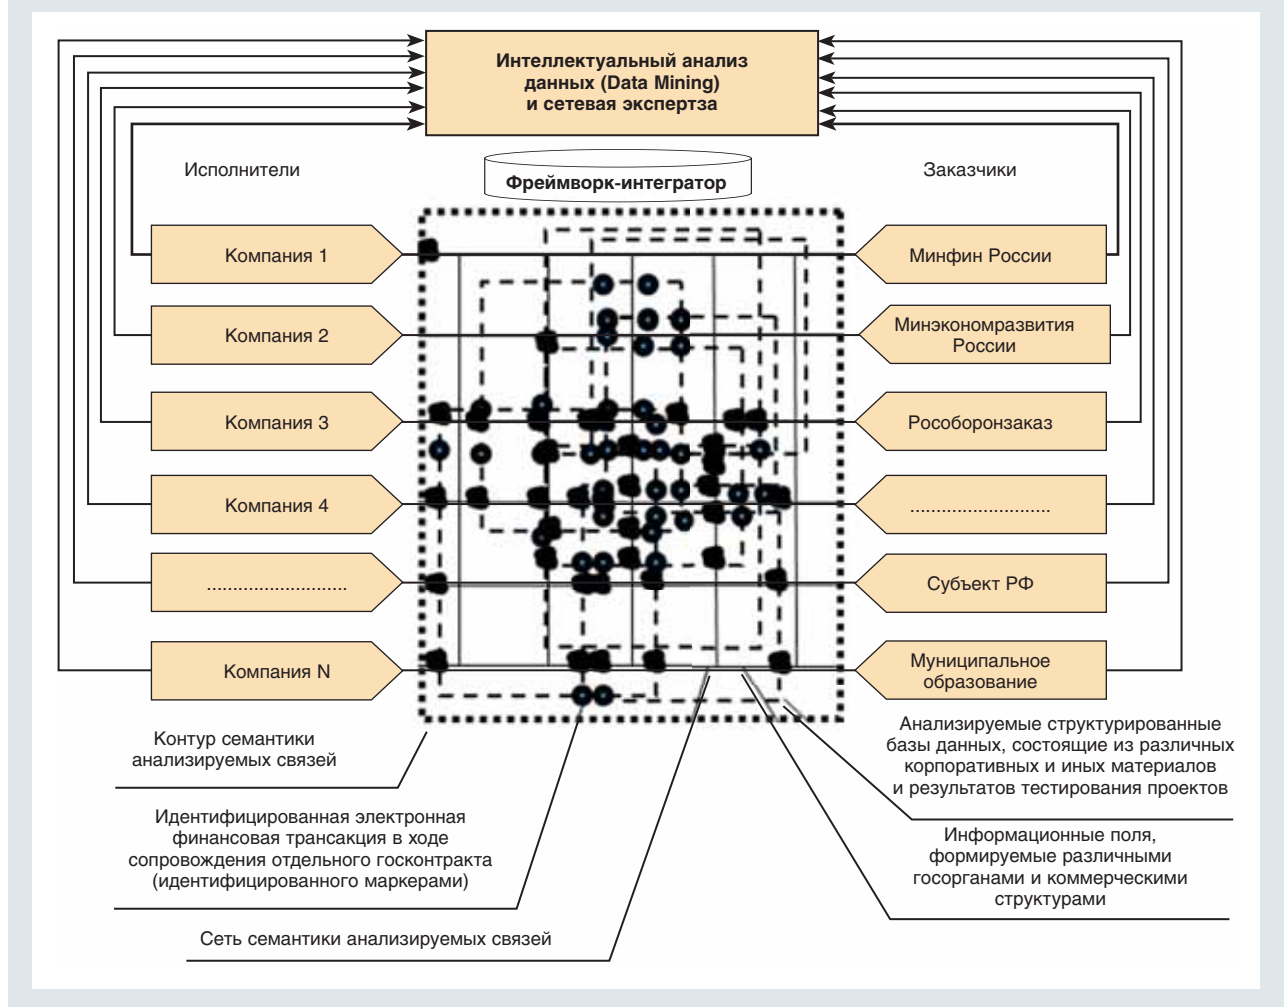 Интеллектуальный анализ
данных (Data Mining)
и сетевая экспертза
Исполнители
Фреймворк-интегратор
Заказчики
Компания 1
Минфин России
Компания 2
Минэкономразвития
России
Компания 3
Рособоронзаказ
Компания 4
...........................
...........................
Субъект РФ
Компания N
Муниципальное
образование
Контур семантики
анализируемых связей
Анализируемые структурированные
базы данных, состоящие из различных
корпоративных и иных материалов
и результатов тестирования проектов
Идентифицированная электронная
финансовая трансакция в ходе
сопровождения отдельного госконтракта
(идентифицированного маркерами)
Информационные поля,
формируемые различными
госорганами и коммерческими
структурами
Сеть семантики анализируемых связей